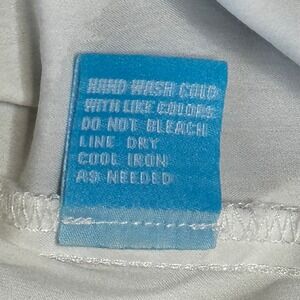 HAND WASH COLD
WITH LIKE COLORS
DO NOT BLEACH
LINE DRY
COOL IRON
AS NEEDED